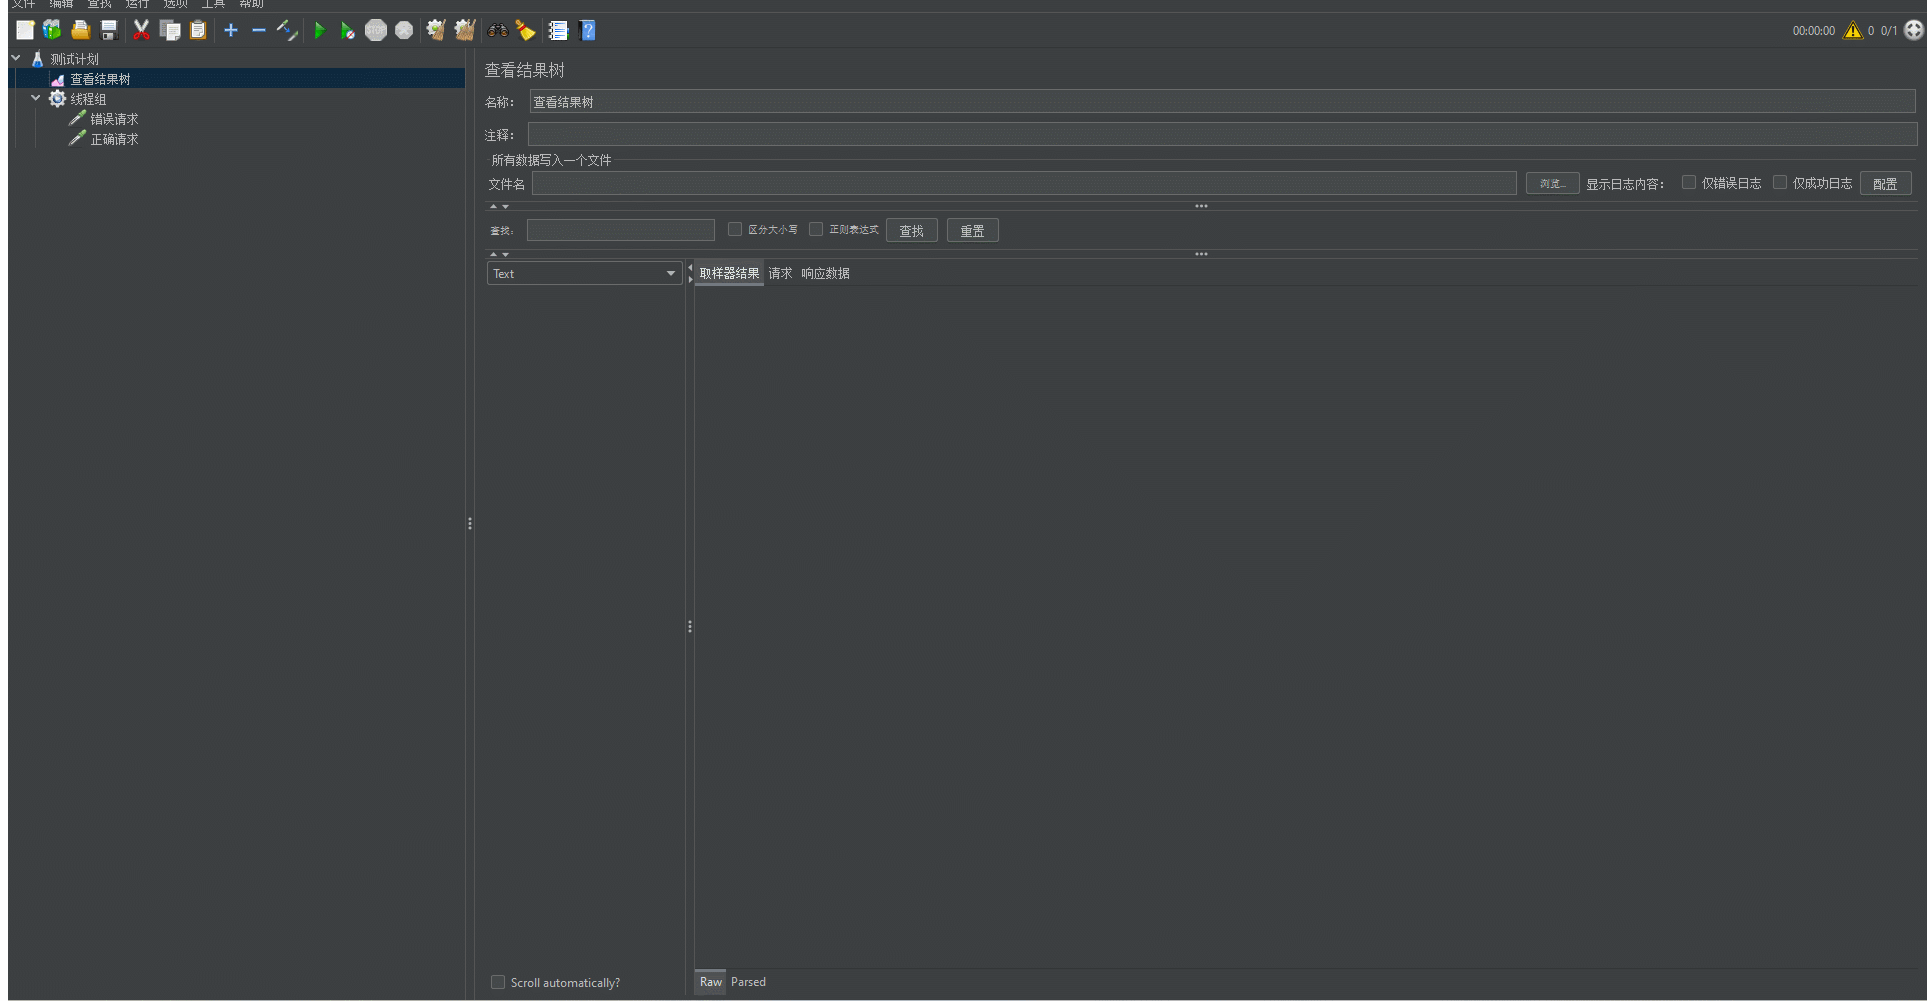 文件 编辑 查找 运行 选项 工具 帮助
STOP
00:00:00 0 0/1
测试计划
查看结果树
线程组
错误请求
正确请求
查看结果树
名称： 查看结果树
注释：
所有数据写入一个文件
文件名 浏览... 显示日志内容： 仅错误日志 仅成功日志 配置
查找: 区分大小写 正则表达式 查找 重置
Text 取样器结果 请求 响应数据
Scroll automatically? Raw Parsed